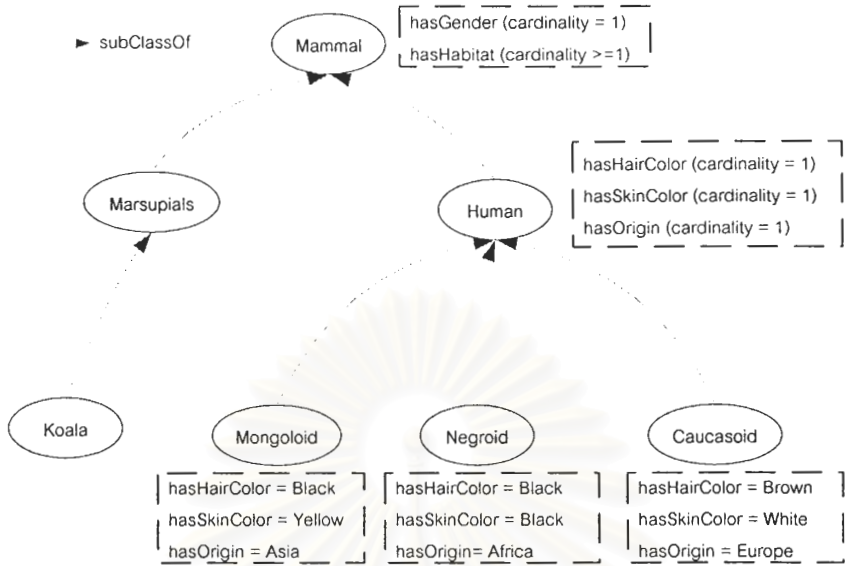 subClassOf
Mammal
hasGender (cardinality = 1)
hasHabitat (cardinality >=1)
Marsupials
Human
hasHairColor (cardinality = 1)
hasSkinColor (cardinality = 1)
hasOrigin (cardinality = 1)
Koala
Mongoloid
Negroid
Caucasoid
hasHairColor = Black
hasSkinColor = Yellow
hasOrigin = Asia
hasHairColor = Black
hasSkinColor = Black
hasOrigin= Africa
hasHairColor = Brown
hasSkinColor = White
hasOrigin = Europe